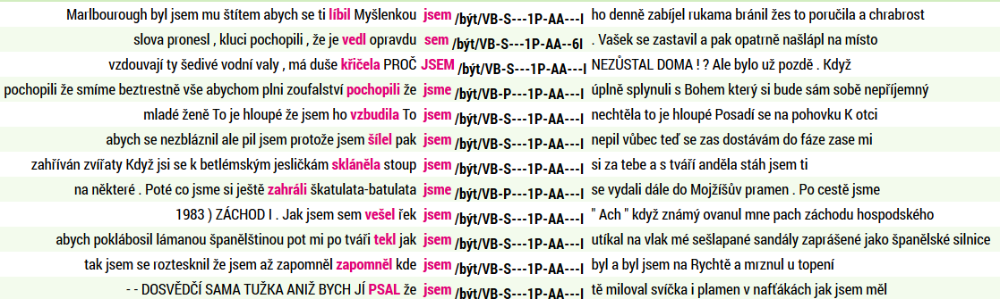 Marlbourough byl jsem mu štítem abych se ti líbil Myšlenkou jsem /být/VB-S---1P-AA---I ho denně zabíjel rukama bránil žes to poručila a chrabrost
slova pronesl , kluci pochopili , že je vedl opravdu sem /být/VB-S---1P-AA--6I . Vašek se zastavil a pak opatrně našlápl na místo
vzdouvají ty šedivé vodní valy , má duše křičela PROČ JSEM /být/VB-S---1P-AA---I NEZŮSTAL DOMA ! ? Ale bylo už pozdě . Když
pochopili že smíme beztrestně vše abychom plni zoufalství pochopili že jsme /být/VB-P---1P-AA---I úplně splynuli s Bohem který si bude sám sobě nepříjemný
mladé ženě To je hloupé že jsem ho vzbudila To jsem /být/VB-S---1P-AA---I nechtěla to je hloupé Posadí se na pohovku K otci
abych se nezbláznil ale pil jsem protože jsem šílel pak jsem /být/VB-S---1P-AA---I nepil vůbec teď se zas dostávám do fáze zase mi
zahříván zvířaty Když jsi se k betlémským jesličkám skláněla stoup jsem /být/VB-S---1P-AA---I si za tebe a s tváří anděla stáh jsem ti
na některé . Poté co jsme si ještě zahráli škatulata-batulata jsme /být/VB-P---1P-AA---I se vydali dále do Mojžíšův pramen . Po cestě jsme
1983 ) ZÁCHOD I . Jak jsem sem vešel řek jsem /být/VB-S---1P-AA---I " Ach " když známý ovanul mne pach záchodu hospodského
abych poklábosil lámanou španělštinou pot mi po tváři tekl jak jsem /být/VB-S---1P-AA---I utíkal na vlak mé sešlapané sandály zaprášené jako španělské silnice
tak jsem se roztesknil že jsem až zapomněl zapomněl kde jsem /být/VB-S---1P-AA---I byl a byl jsem na Rychtě a mrznul u topení
- - DOSVĚDČÍ SAMA TUŽKA ANIŽ BYCH JÍ PSAL že jsem /být/VB-S---1P-AA---I tě miloval svíčka i plamen v nafťákách jak jsem měl